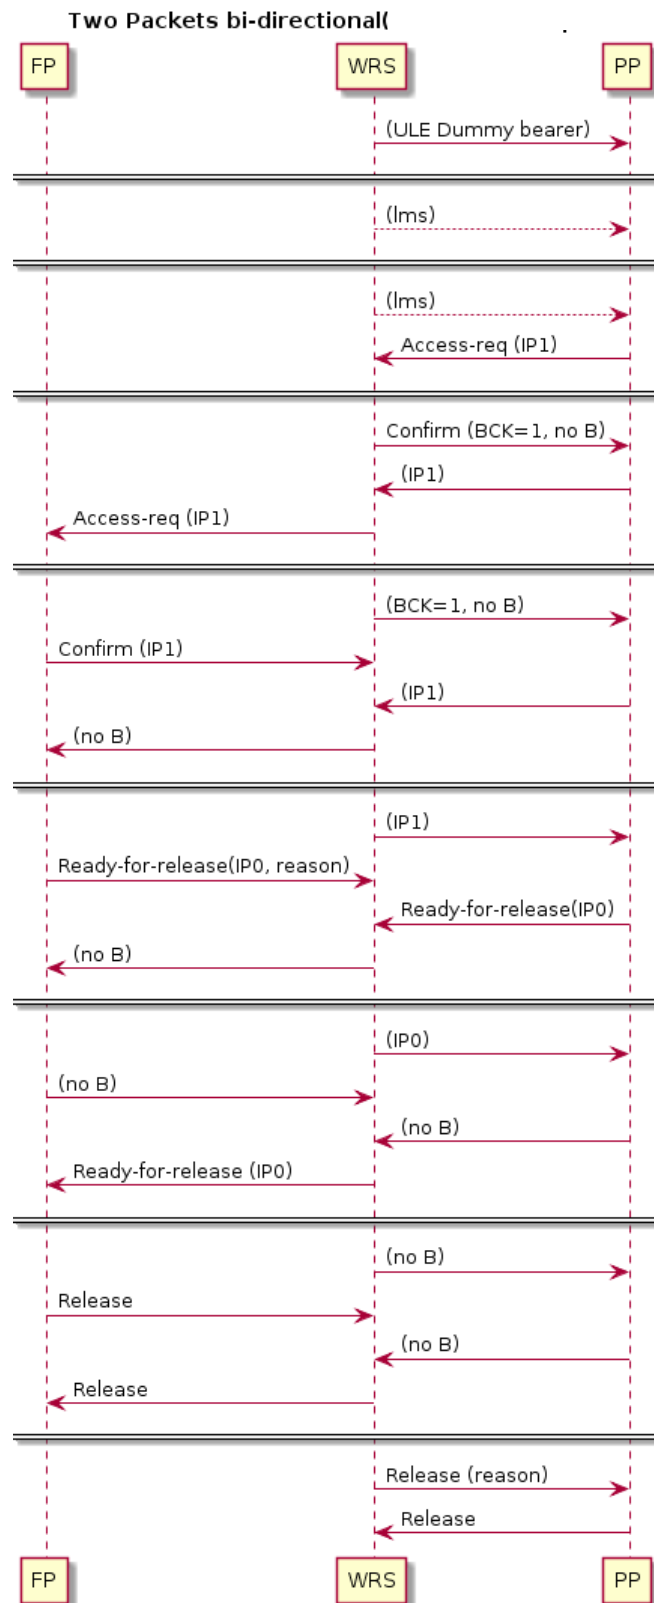 Two Packets bi-directional(
FP WRS PP
(ULE Dummy bearer)
(lms)
(lms)
Access-req (IP1)
Confirm (BCK=1, no B)
(IP1)
Access-req (IP1)
(BCK=1, no B)
Confirm (IP1)
(IP1)
(no B)
(IP1)
Ready-for-release(IP0, reason)
Ready-for-release(IP0)
(no B)
(IP0)
(no B)
(no B)
Ready-for-release (IP0)
(no B)
Release
(no B)
Release
Release (reason)
Release
FP WRS PP